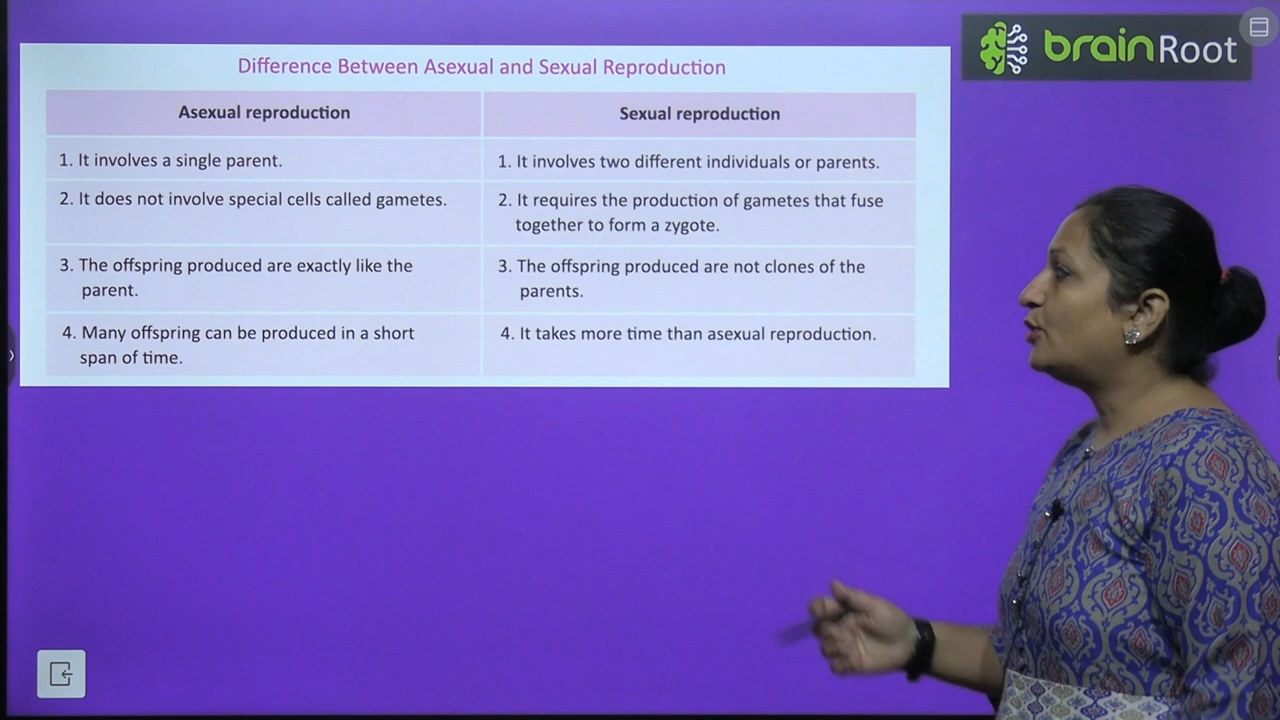 brainRoot
Difference Between Asexual and Sexual Reproduction
Asexual reproduction
Sexual reproduction
1. It involves a single parent.
1. It involves two different individuals or parents.
2. It does not involve special cells called gametes.
2. It requires the production of gametes that fuse
together to form a zygote.
3. The offspring produced are exactly like the
parent.
3. The offspring produced are not clones of the
parents.
4. Many offspring can be produced in a short
span of time.
4. It takes more time than asexual reproduction.